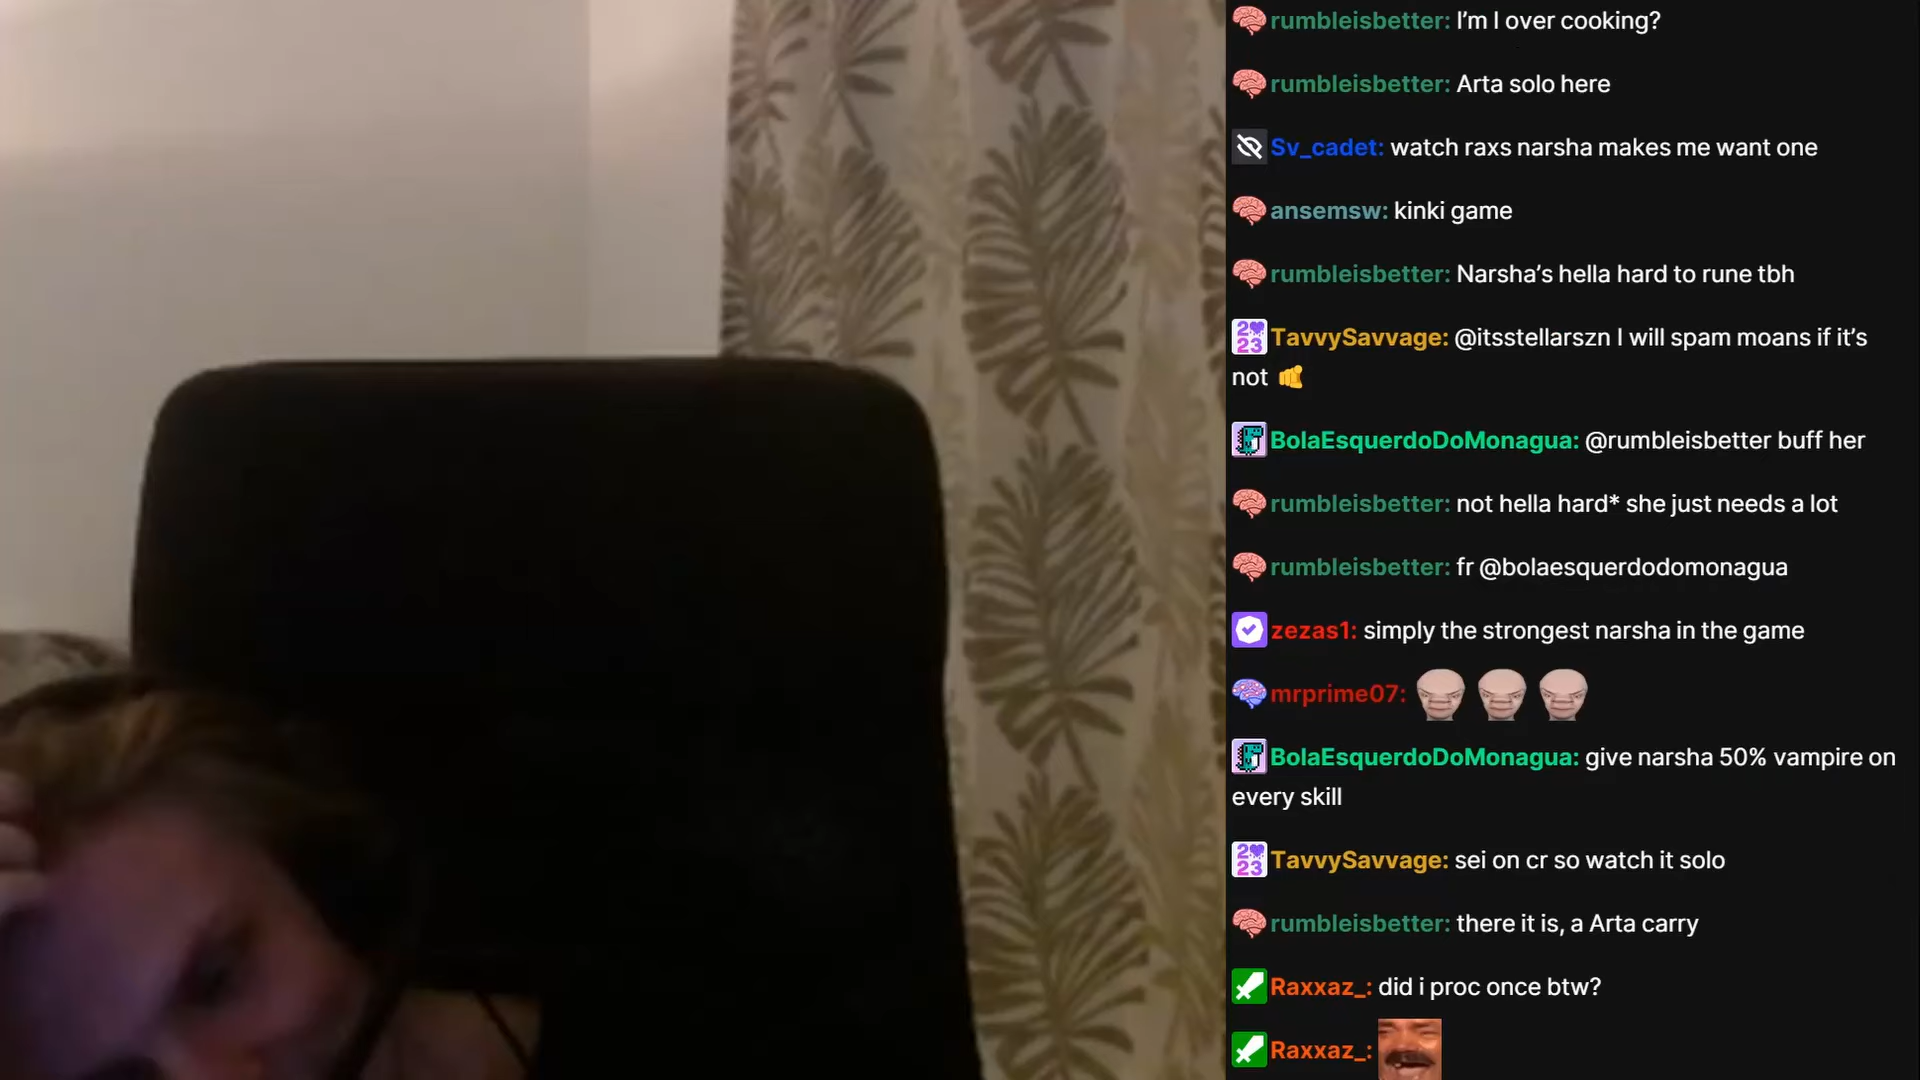 rumbleisbetter: I’m I over cooking?
rumbleisbetter: Arta solo here
Sv_cadet: watch raxs narsha makes me want one
ansemsw: kinki game
rumbleisbetter: Narsha’s hella hard to rune tbh
2023 TavvySavvage: @itsstellarszn I will spam moans if it’s
not
BolaEsquerdoDoMonagua: @rumbleisbetter buff her
rumbleisbetter: not hella hard* she just needs a lot
rumbleisbetter: fr @bolaesquerdodomonagua
zezas1: simply the strongest narsha in the game
mrprime07:
BolaEsquerdoDoMonagua: give narsha 50% vampire on
every skill
2023 TavvySavvage: sei on cr so watch it solo
rumbleisbetter: there it is, a Arta carry
Raxxaz_: did i proc once btw?
Raxxaz_: